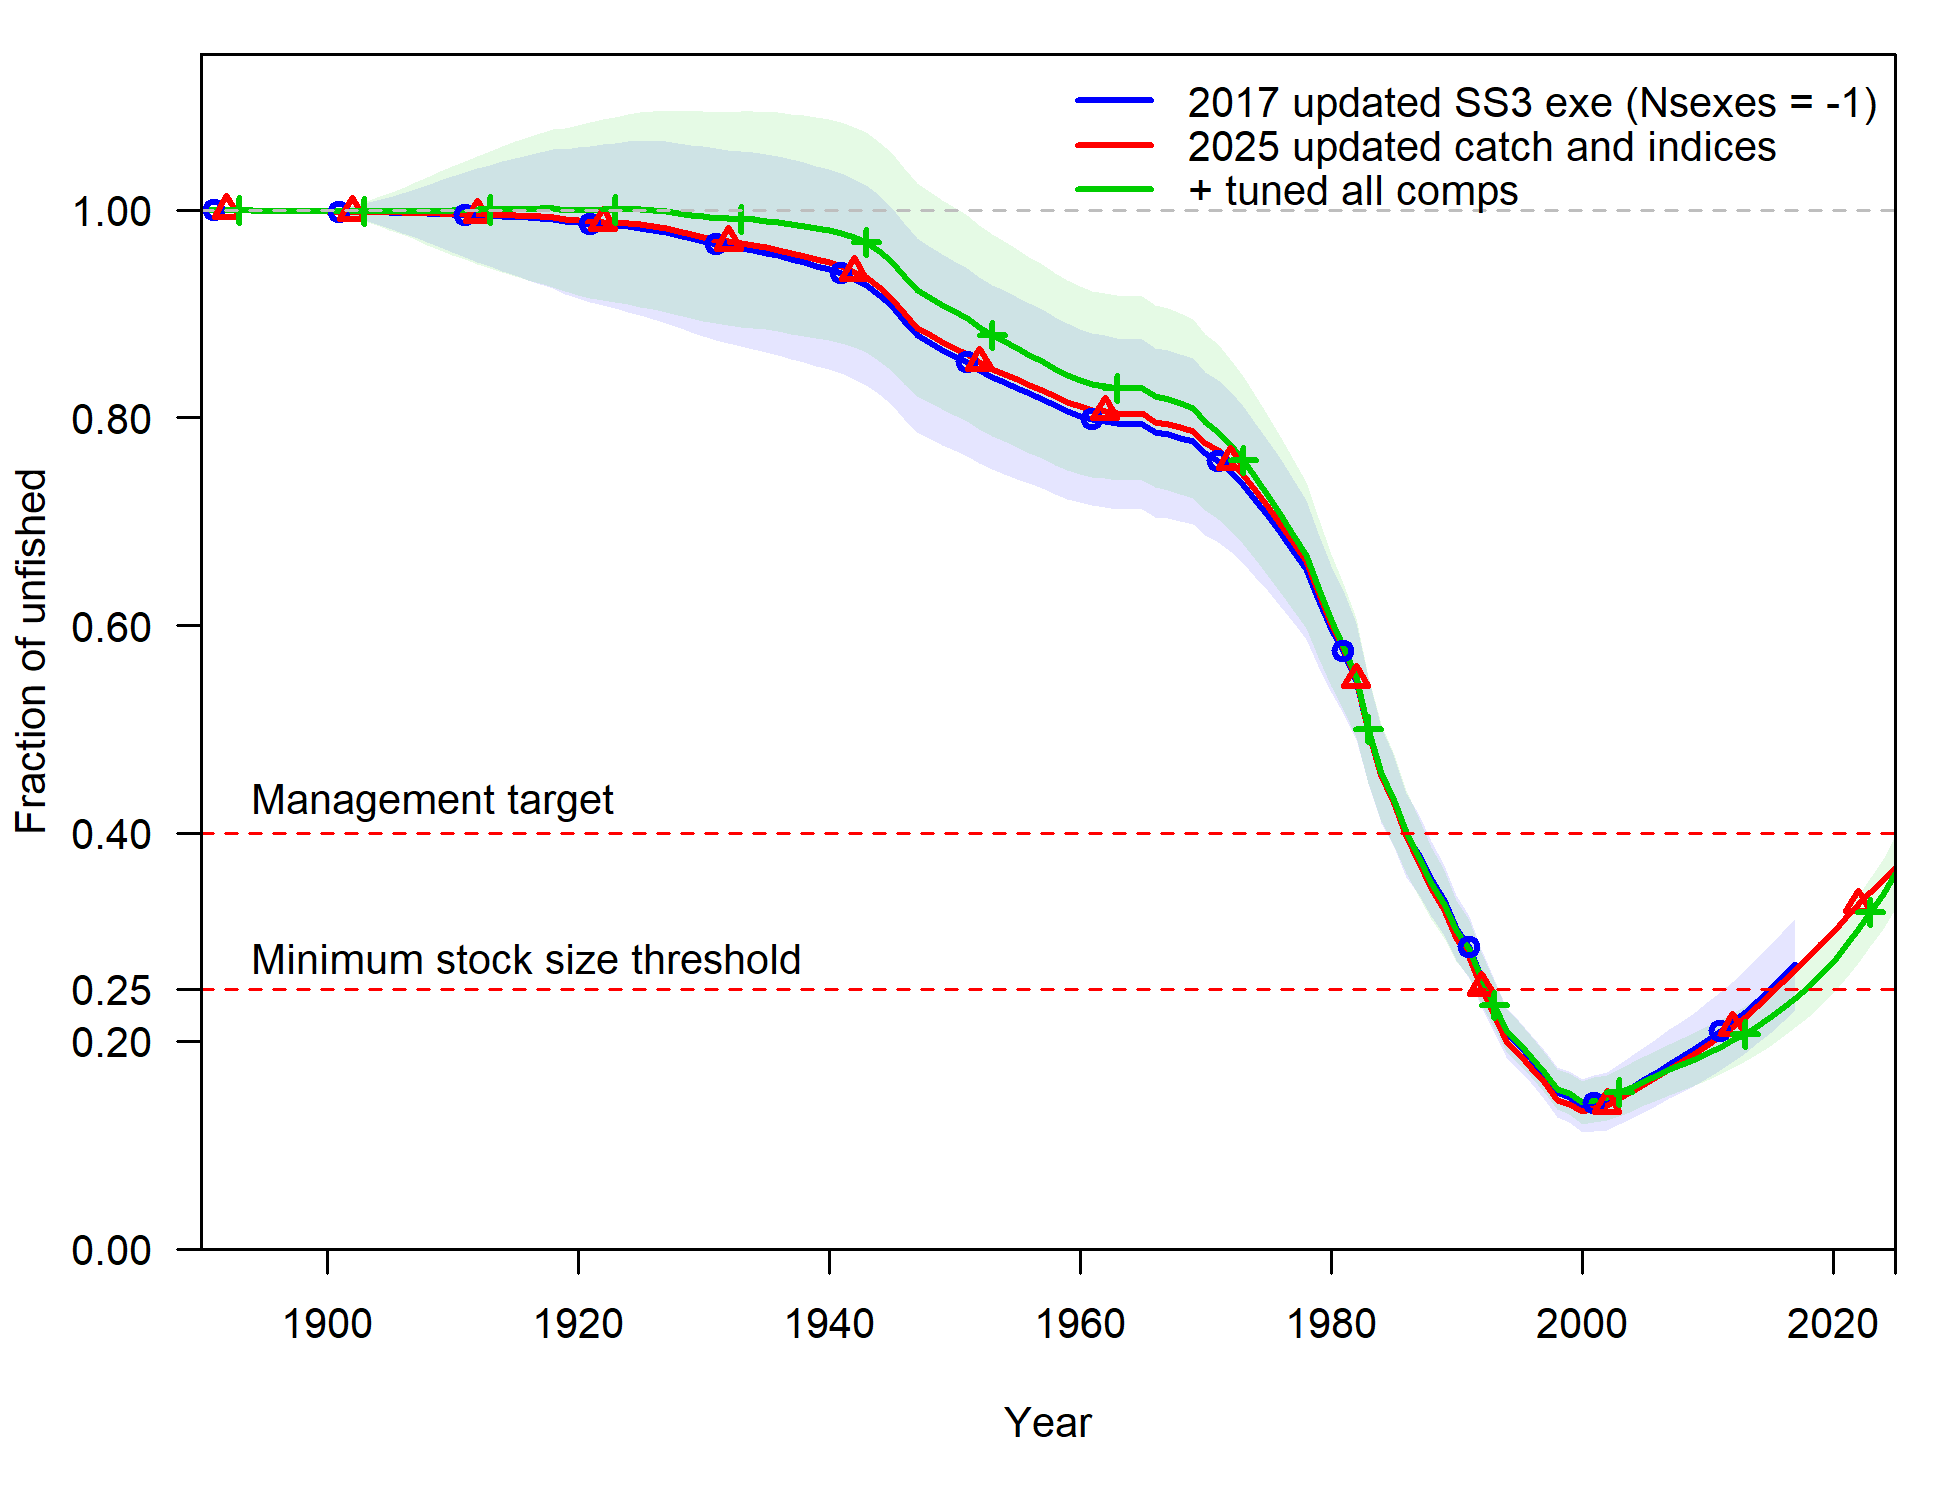 2017 updated SS3 exe (Nsexes = -1)
2025 updated catch and indices
+ tuned all comps
1.00
0.80
0.60
0.40
0.25
0.20
0.00
Fraction of unfished
Management target
Minimum stock size threshold
1900
1920
1940
1960
1980
2000
2020
Year